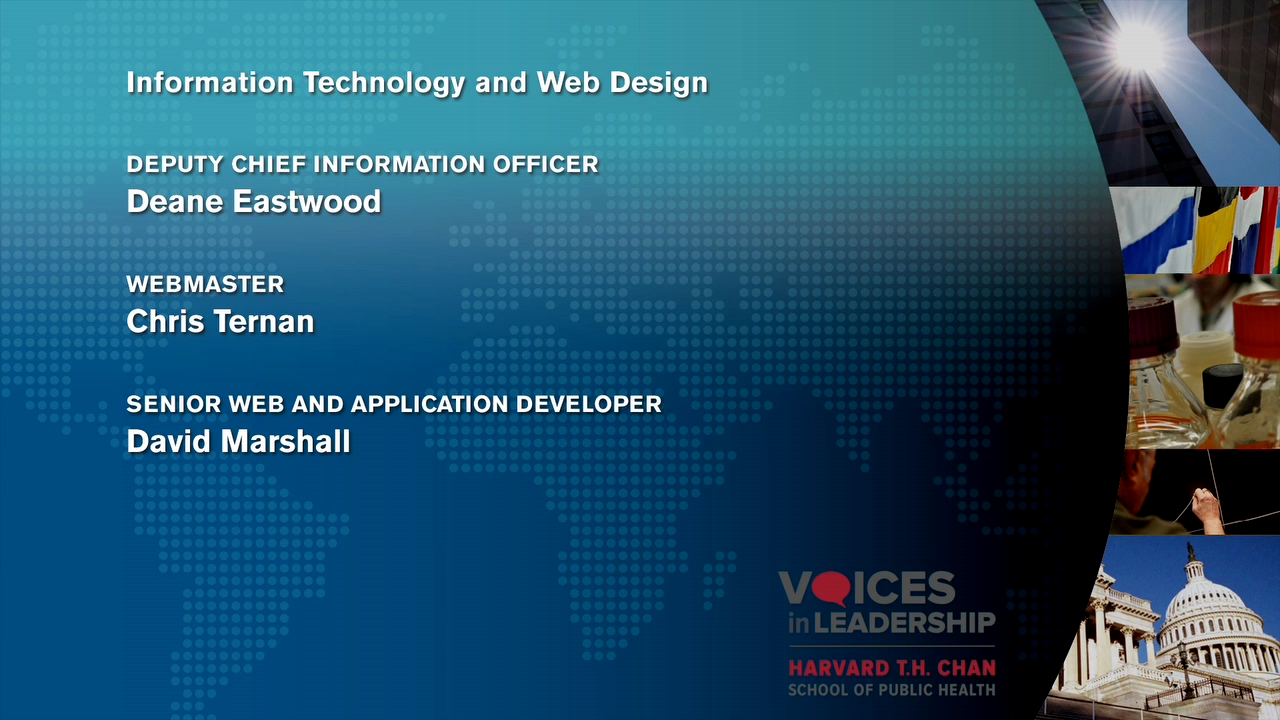 Information Technology and Web Design
DEPUTY CHIEF INFORMATION OFFICER
Deane Eastwood
WEBMASTER
Chris Ternan
SENIOR WEB AND APPLICATION DEVELOPER
David Marshall
VOICES
in LEADERSHIP
HARVARD T.H. CHAN
SCHOOL OF PUBLIC HEALTH